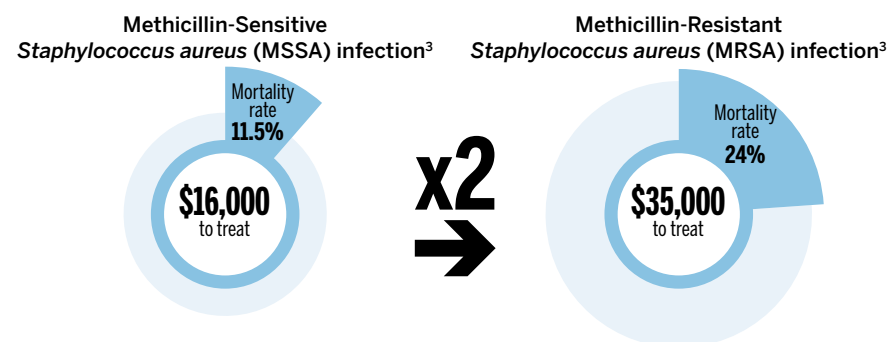 Methicillin-Sensitive
Staphylococcus aureus (MSSA) infection³
Mortality
rate
11.5%
$16,000
to treat
x2
Methicillin-Resistant
Staphylococcus aureus (MRSA) infection³
Mortality
rate
24%
$35,000
to treat